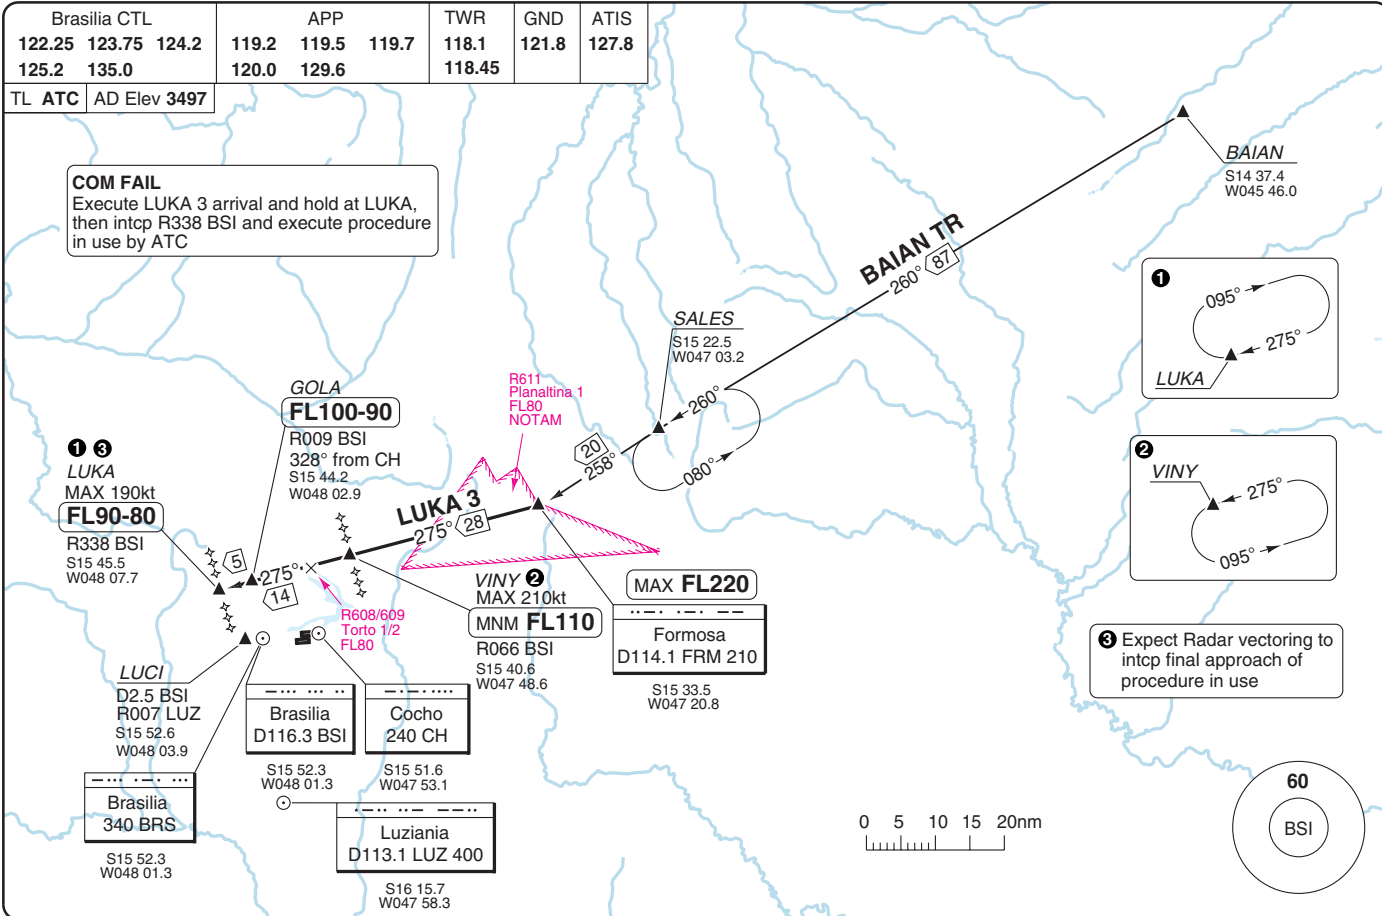 Brasilia CTL
122.25 123.75 124.2
125.2 135.0
APP
119.2 119.5 119.7
120.0 129.6
TWR
118.1
118.45
GND
121.8
ATIS
127.8
TL ATC
AD Elev 3497
COM FAIL
Execute LUKA 3 arrival and hold at LUKA,
then intcp R338 BSI and execute procedure
in use by ATC
BAIAN
S14 37.4
W045 46.0
BAIAN TR
260° 87
SALES
S15 22.5
W047 03.2
260°
080°
20
258°
R611
Planaltina 1
FL80
NOTAM
GOLA
FL100-90
R009 BSI
328° from CH
S15 44.2
W048 02.9
1 3
LUKA
MAX 190kt
FL90-80
R338 BSI
S15 45.5
W048 07.7
LUKA 3
275° 28
5
275°
14
R608/609
Torto 1/2
FL80
VINY 2
MAX 210kt
MNM FL110
R066 BSI
S15 40.6
W047 48.6
MAX FL220
Formosa
D114.1 FRM 210
S15 33.5
W047 20.8
LUCI
D2.5 BSI
R007 LUZ
S15 52.6
W048 03.9
Brasilia
D116.3 BSI
S15 52.3
W048 01.3
Cocho
240 CH
S15 51.6
W047 53.1
Brasilia
340 BRS
S15 52.3
W048 01.3
Luziania
D113.1 LUZ 400
S16 15.7
W047 58.3
1
095°
275°
LUKA
2
VINY
275°
095°
3 Expect Radar vectoring to
intcp final approach of
procedure in use
0 5 10 15 20nm
60
BSI